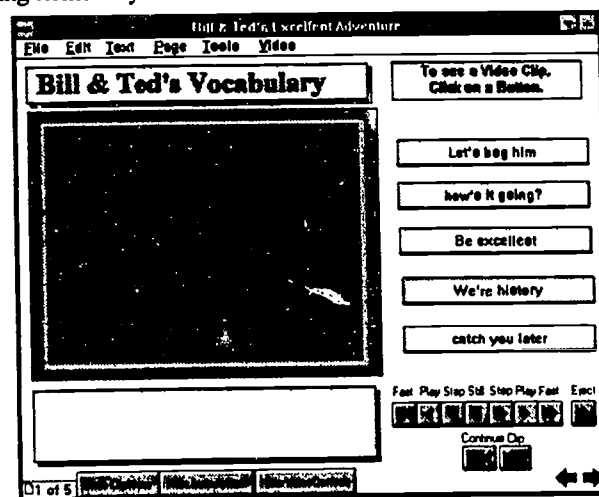 Bill & Ted's Excellent Adventure
File Edit Text Page Tools Video
Bill & Ted's Vocabulary
To see a Video Clip,
Click on a Button.
Let's bag him
how's it going?
Be excellent
We're history
catch you later
Fast Play Step Still Step Play Fast Eject
Continue Clip
1 of 5